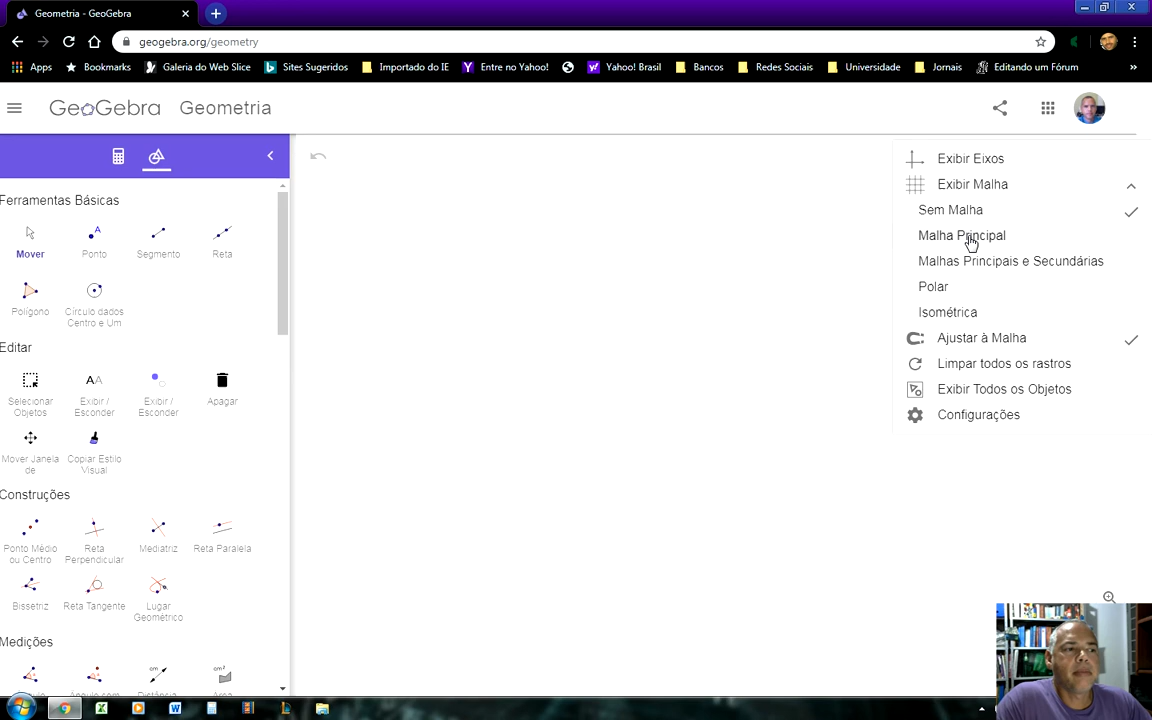 Geometria - GeoGebra
geogebra.org/geometry
Apps Bookmarks Galeria do Web Slice Sites Sugeridos Importado do IE Entre no Yahoo! Yahoo! Brasil Bancos Redes Sociais Universidade Jornais Editando um Fórum »
GeoGebra Geometria
Exibir Eixos
Exibir Malha
Sem Malha
Malha Principal
Malhas Principais e Secundárias
Polar
Isométrica
Ajustar à Malha
Limpar todos os rastros
Exibir Todos os Objetos
Configurações
Ferramentas Básicas
Mover Ponto Segmento Reta
Polígono Círculo dados
Centro e Um
Editar
Selecionar Exibir / Exibir / Apagar
Objetos Esconder Esconder
Mover Janela Copiar Estilo
de Visual
Construções
Ponto Médio Reta Mediatriz Reta Paralela
ou Centro Perpendicular
Bissetriz Reta Tangente Lugar
Geométrico
Medições
cm cm²